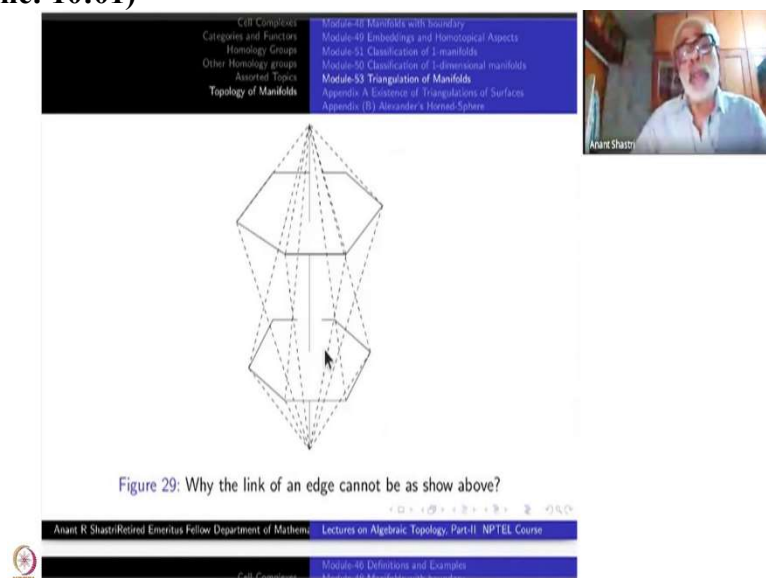 ne: 10:01)
Cell Complexes
Categories and Functors
Homology Groups
Other Homology groups
Assorted Topics
Topology of Manifolds
Module-48 Manifolds with boundary
Module-49 Embeddings and Homotopical Aspects
Module-51 Classification of 1-manifolds
Module-50 Classification of 1-dimensional manifolds
Module-53 Triangulation of Manifolds
Appendix A Existence of Triangulations of Surfaces
Appendix (B) Alexander's Horned-Sphere
Anant Shastri
Figure 29: Why the link of an edge cannot be as show above?
Anant R ShastriRetired Emeritus Fellow Department of Mathema
Lectures on Algebraic Topology, Part-II NPTEL Course
Cell Complexes
Module-46 Definitions and Examples
Module-48 Manifolds with boundary